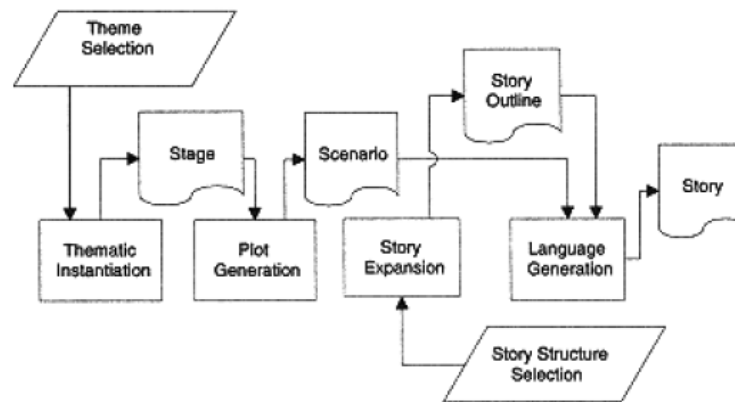 Theme
Selection
Story
Outline
Stage
Scenario
Story
Thematic
Instantiation
Plot
Generation
Story
Expansion
Language
Generation
Story Structure
Selection